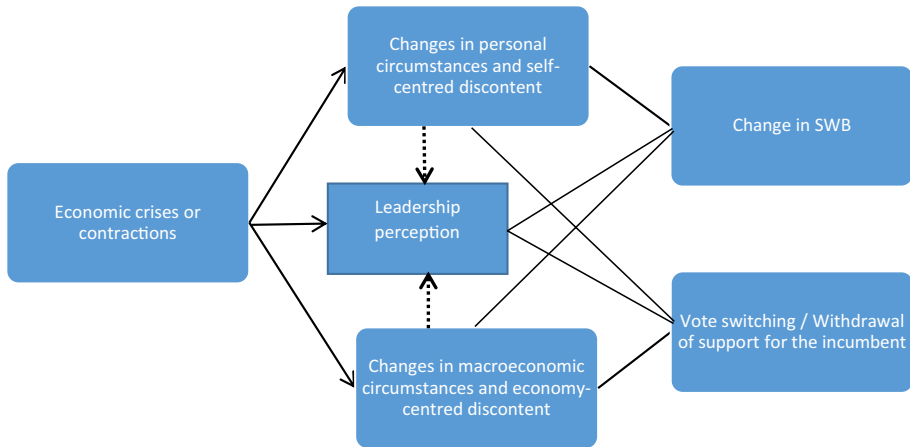 Changes in personal
circumstances and self-
centred discontent
Change in SWB
Economic crises or
contractions
Leadership
perception
Vote switching / Withdrawal
of support for the incumbent
Changes in macroeconomic
circumstances and economy-
centred discontent